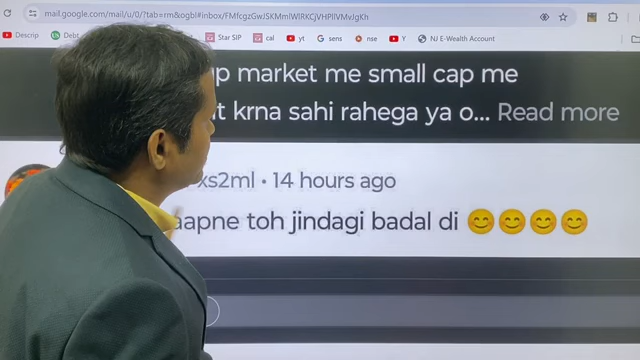 mail.google.com/mail/u/0/?tab=rm&ogbl#inbox/FMfcgzGwJSKMmlWlRKCjVHPllVMvJgKh
Descrip Debt Star SIP cal yt G sens nse Y NJ E-Wealth Account
up market me small cap me
t krna sahi rahega ya o... Read more
xs2ml • 14 hours ago
aapne toh jindagi badal di 😊😊😊😊